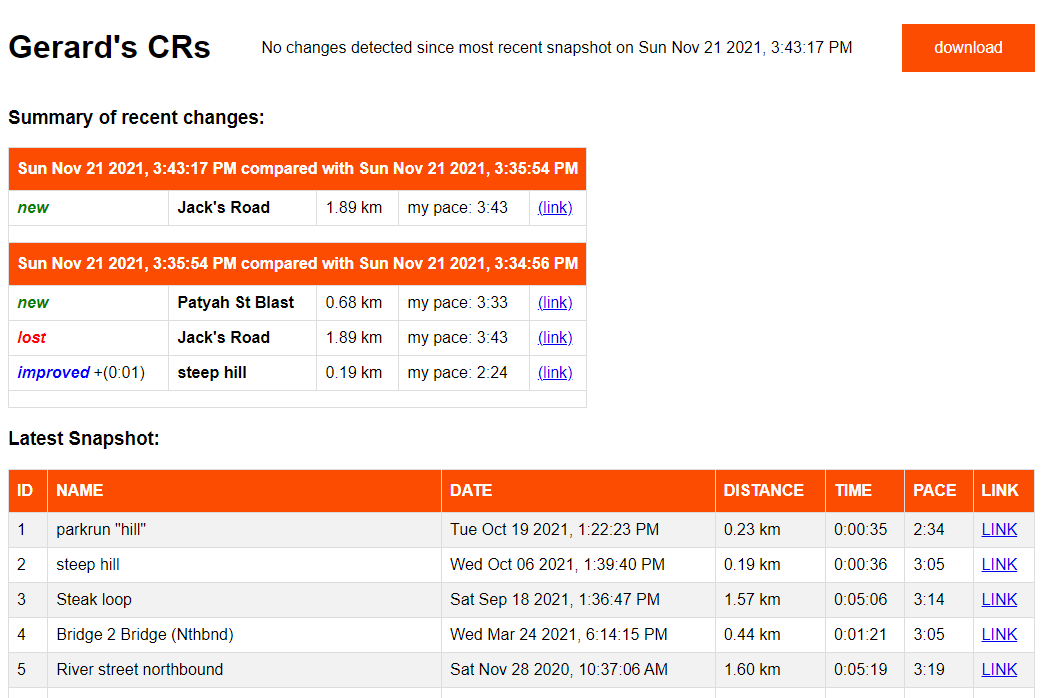 Gerard's CRs
No changes detected since most recent snapshot on Sun Nov 21 2021, 3:43:17 PM
download
Summary of recent changes:
Sun Nov 21 2021, 3:43:17 PM compared with Sun Nov 21 2021, 3:35:54 PM
new Jack's Road 1.89 km my pace: 3:43 (link)
Sun Nov 21 2021, 3:35:54 PM compared with Sun Nov 21 2021, 3:34:56 PM
new Patyah St Blast 0.68 km my pace: 3:33 (link)
lost Jack's Road 1.89 km my pace: 3:43 (link)
improved +(0:01) steep hill 0.19 km my pace: 2:24 (link)
Latest Snapshot:
ID NAME DATE DISTANCE TIME PACE LINK
1 parkrun "hill" Tue Oct 19 2021, 1:22:23 PM 0.23 km 0:00:35 2:34 LINK
2 steep hill Wed Oct 06 2021, 1:39:40 PM 0.19 km 0:00:36 3:05 LINK
3 Steak loop Sat Sep 18 2021, 1:36:47 PM 1.57 km 0:05:06 3:14 LINK
4 Bridge 2 Bridge (Nthbnd) Wed Mar 24 2021, 6:14:15 PM 0.44 km 0:01:21 3:05 LINK
5 River street northbound Sat Nov 28 2020, 10:37:06 AM 1.60 km 0:05:19 3:19 LINK